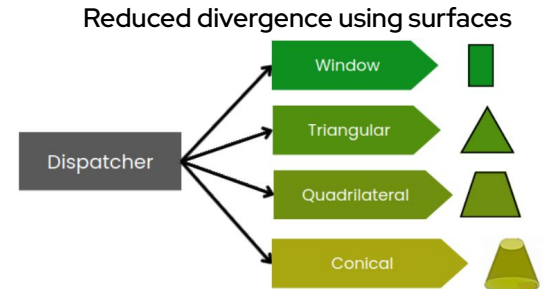 Reduced divergence using surfaces
Window
Triangular
Dispatcher
Quadrilateral
Conical